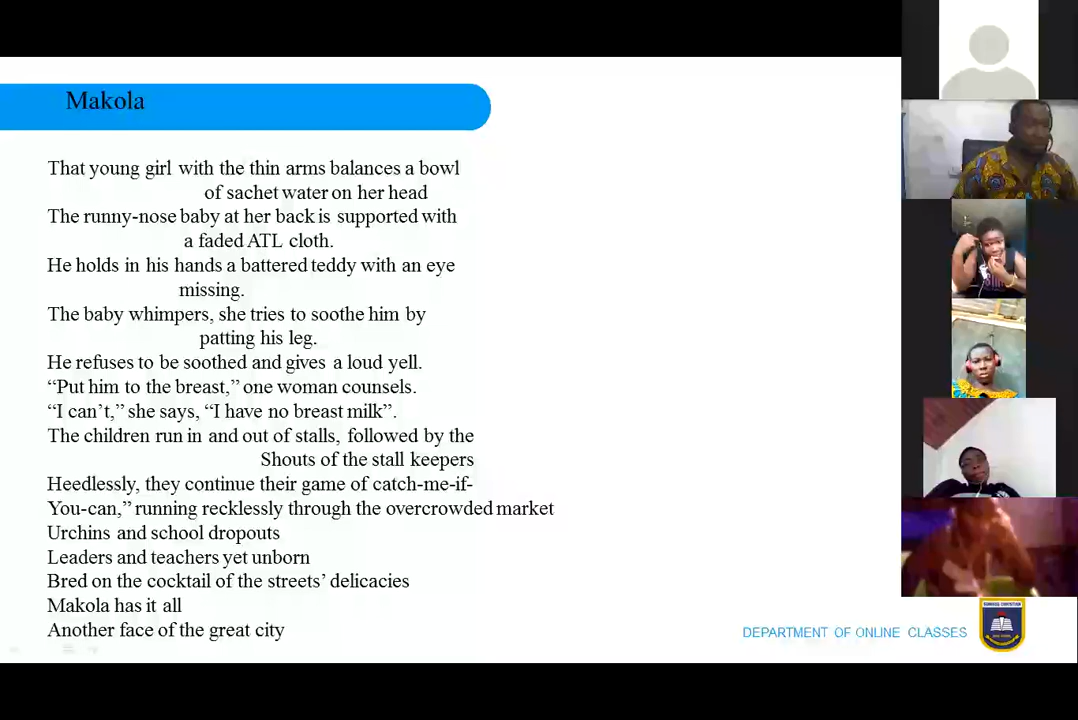 Makola
That young girl with the thin arms balances a bowl
of sachet water on her head
The runny-nose baby at her back is supported with
a faded ATL cloth.
He holds in his hands a battered teddy with an eye
missing.
The baby whimpers, she tries to soothe him by
patting his leg.
He refuses to be soothed and gives a loud yell.
“Put him to the breast,” one woman counsels.
“I can’t,” she says, “I have no breast milk”.
The children run in and out of stalls, followed by the
Shouts of the stall keepers
Heedlessly, they continue their game of catch-me-if-
You-can,” running recklessly through the overcrowded market
Urchins and school dropouts
Leaders and teachers yet unborn
Bred on the cocktail of the streets’ delicacies
Makola has it all
Another face of the great city
DEPARTMENT OF ONLINE CLASSES